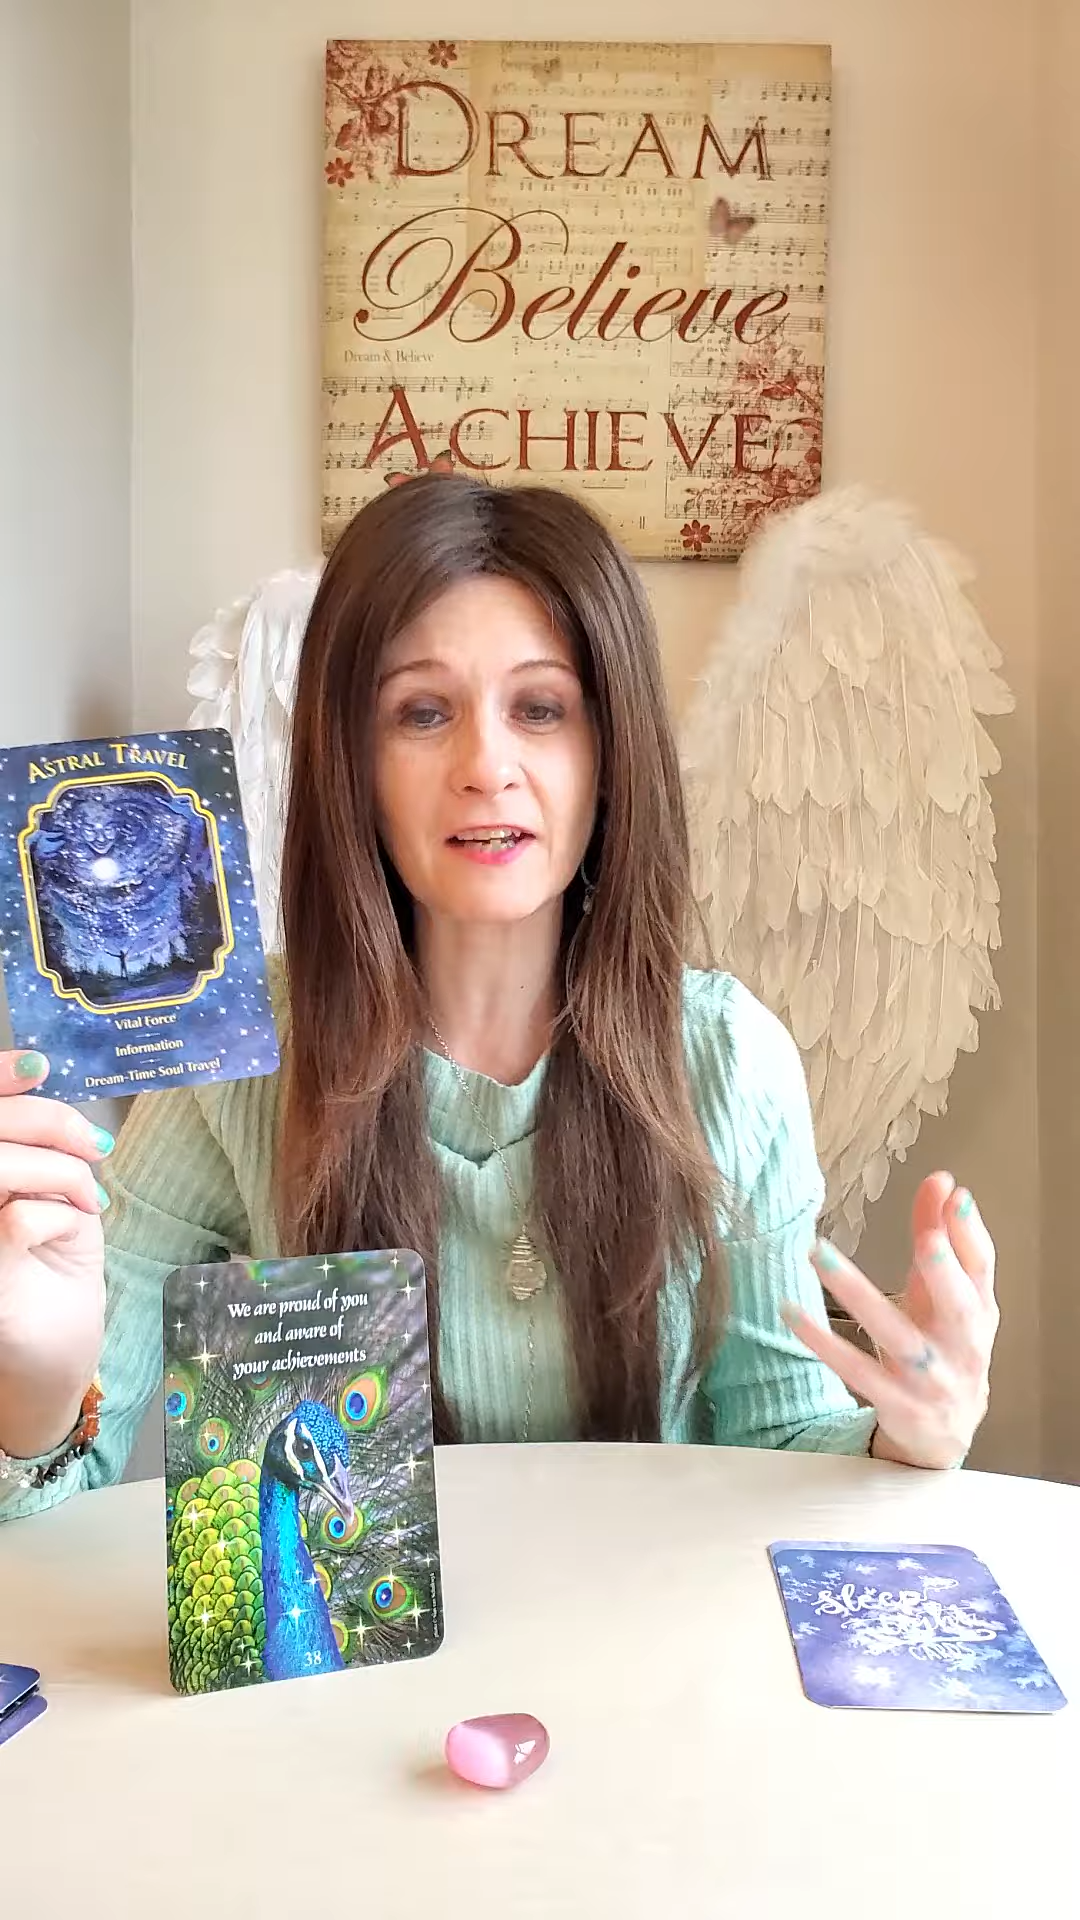 DREAM
Believe
Dream & Believe
ACHIEVE
ASTRAL TRAVEL
Vital Force
Information
Dream-Time Soul Travel
We are proud of you
and aware of
your achievements
38
Sleep